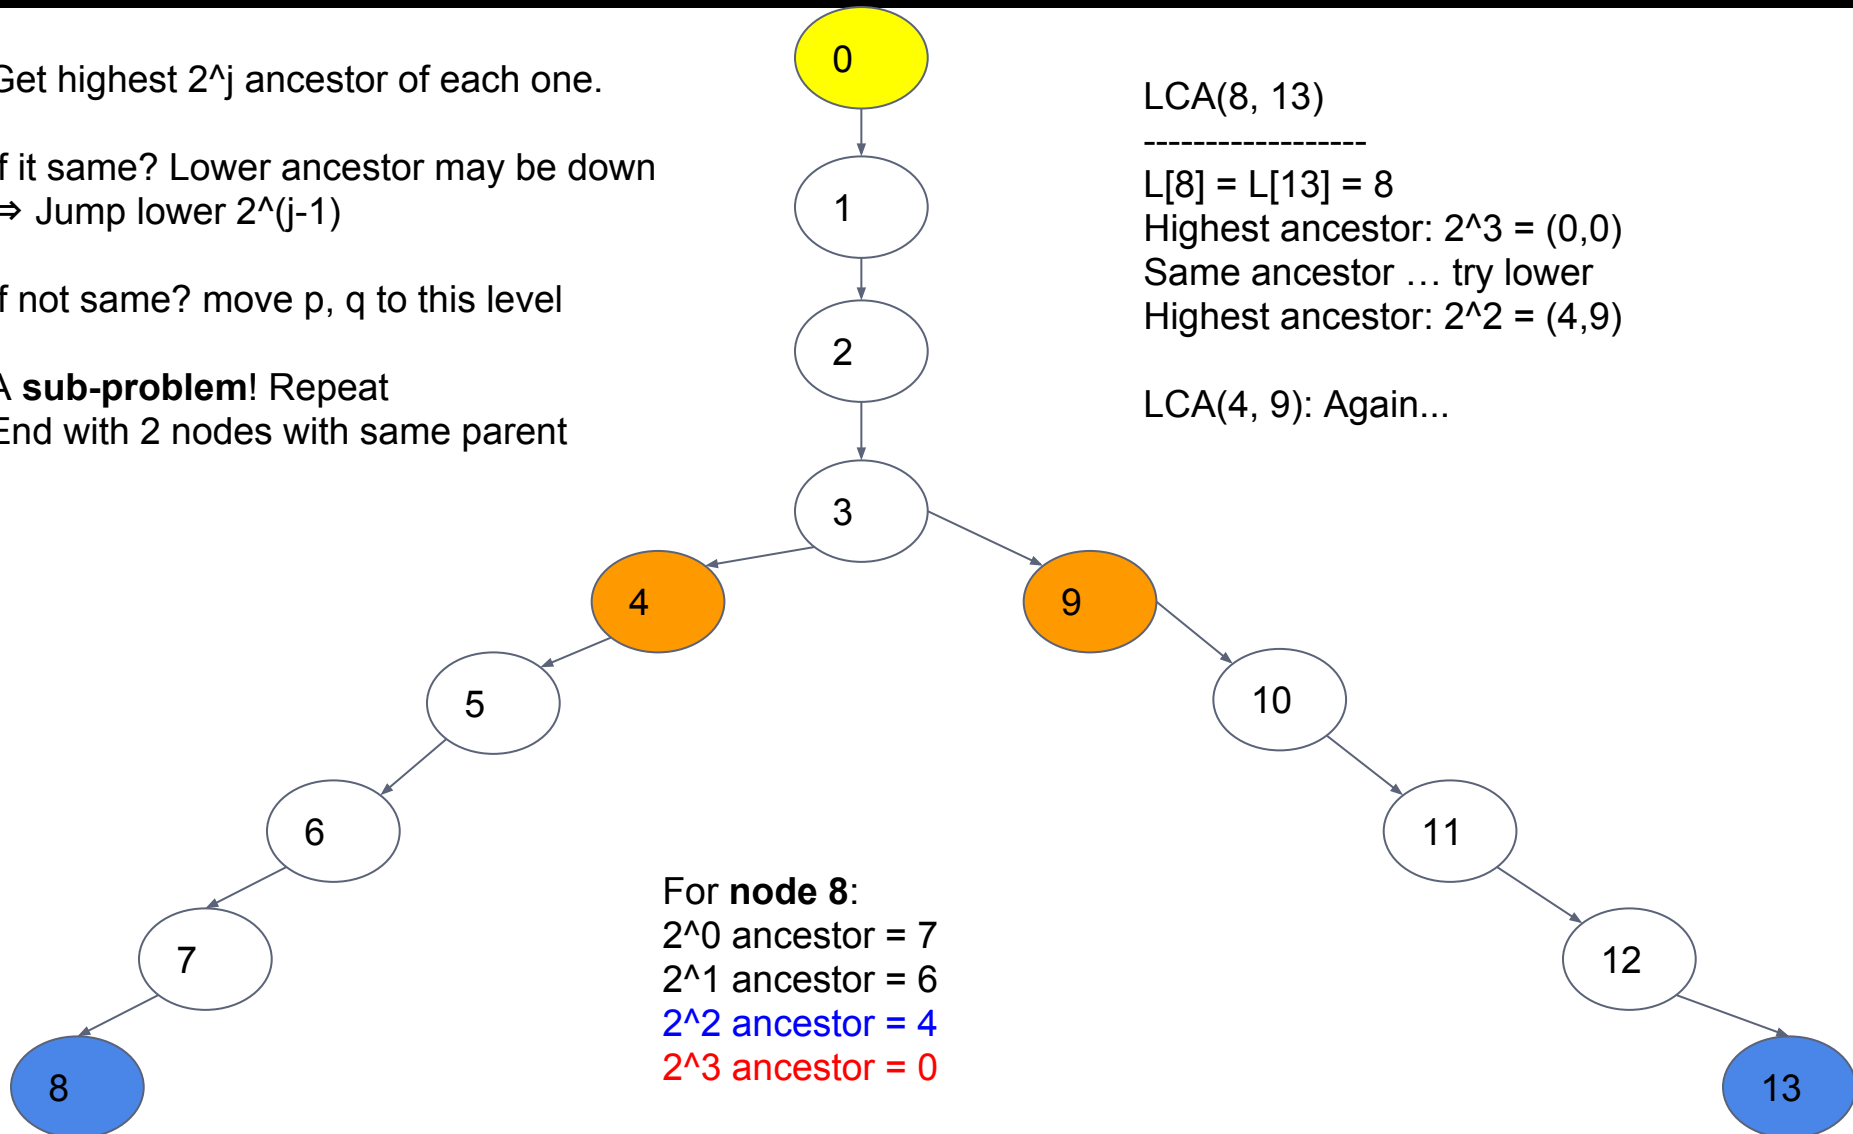 Get highest 2^j ancestor of each one.
if it same? Lower ancestor may be down
⇒ Jump lower 2^(j-1)
if not same? move p, q to this level
A sub-problem! Repeat
End with 2 nodes with same parent
LCA(8, 13)
------------------
L[8] = L[13] = 8
Highest ancestor: 2^3 = (0,0)
Same ancestor … try lower
Highest ancestor: 2^2 = (4,9)
LCA(4, 9): Again...
0
1
2
3
4
9
5
10
6
11
7
12
8
13
For node 8:
2^0 ancestor = 7
2^1 ancestor = 6
2^2 ancestor = 4
2^3 ancestor = 0